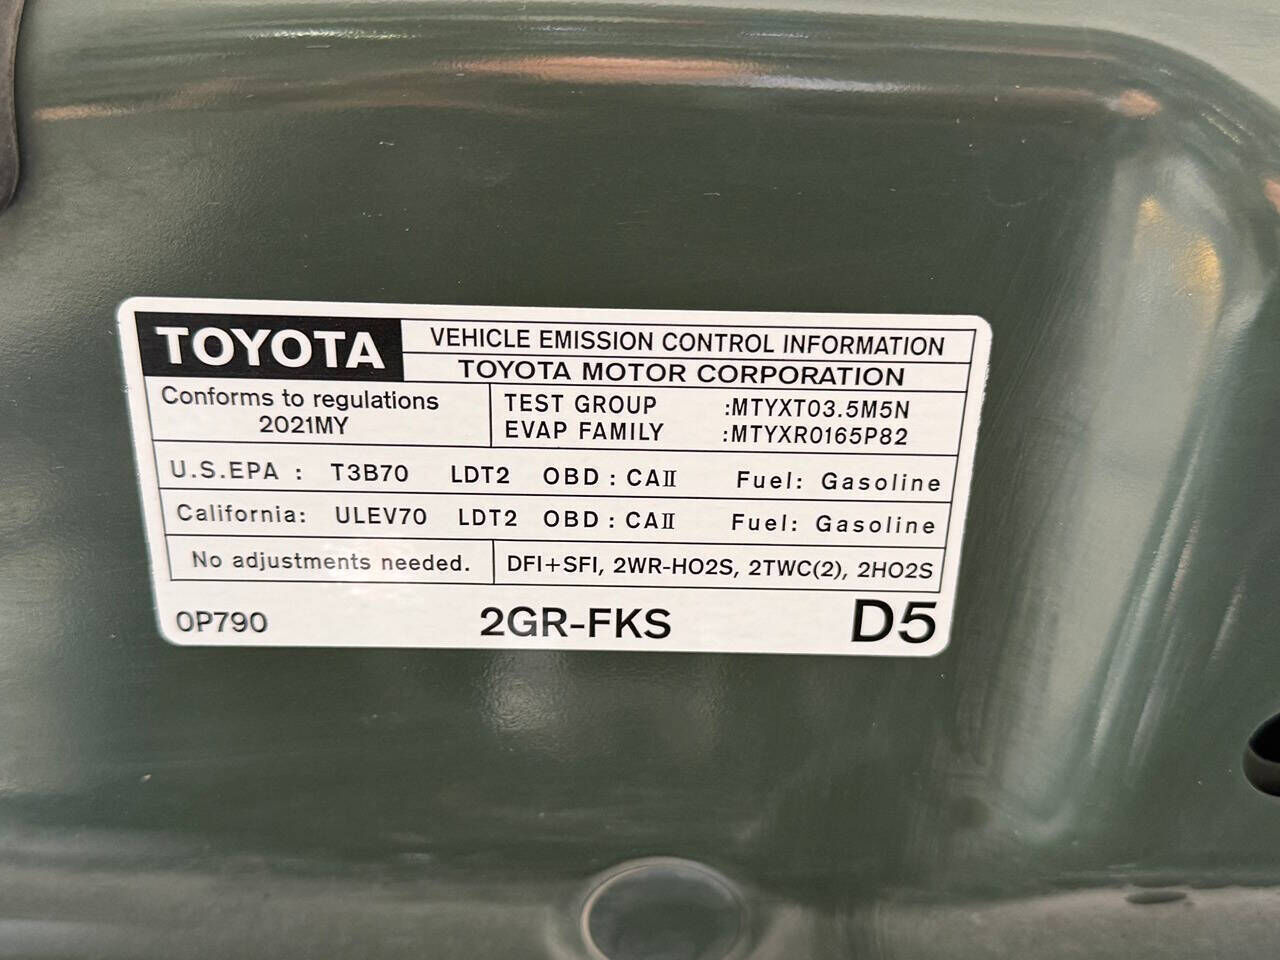 TOYOTA
VEHICLE EMISSION CONTROL INFORMATION
TOYOTA MOTOR CORPORATION
Conforms to regulations
2021MY
TEST GROUP :MTYXT03.5M5N
EVAP FAMILY :MTYXR0165P82
U.S.EPA : T3B70 LDT2 OBD : CAⅡ Fuel: Gasoline
California: ULEV70 LDT2 OBD : CAⅡ Fuel: Gasoline
No adjustments needed.
DFI+SFI, 2WR-HO2S, 2TWC(2), 2HO2S
0P790 2GR-FKS D5